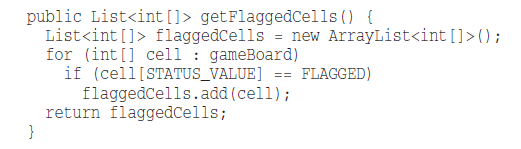 public List<int[]> getFlaggedCells() {
  List<int[]> flaggedCells = new ArrayList<int[]>();
  for (int[] cell : gameBoard)
    if (cell[STATUS_VALUE] == FLAGGED)
      flaggedCells.add(cell);
  return flaggedCells;
}